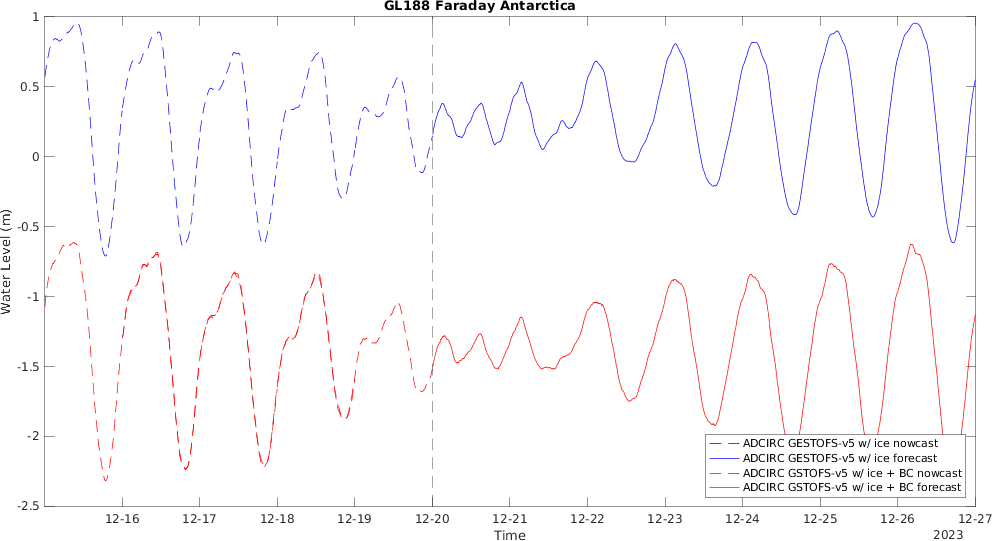 GL188 Faraday Antarctica
Water Level (m)
1
0.5
0
-0.5
-1
-1.5
-2
-2.5
ADCIRC GESTOFS-v5 w/ ice nowcast
ADCIRC GESTOFS-v5 w/ ice forecast
ADCIRC GSTOFS-v5 w/ ice + BC nowcast
ADCIRC GSTOFS-v5 w/ ice + BC forecast
12-16 12-17 12-18 12-19 12-20 12-21 12-22 12-23 12-24 12-25 12-26 12-27
Time
2023